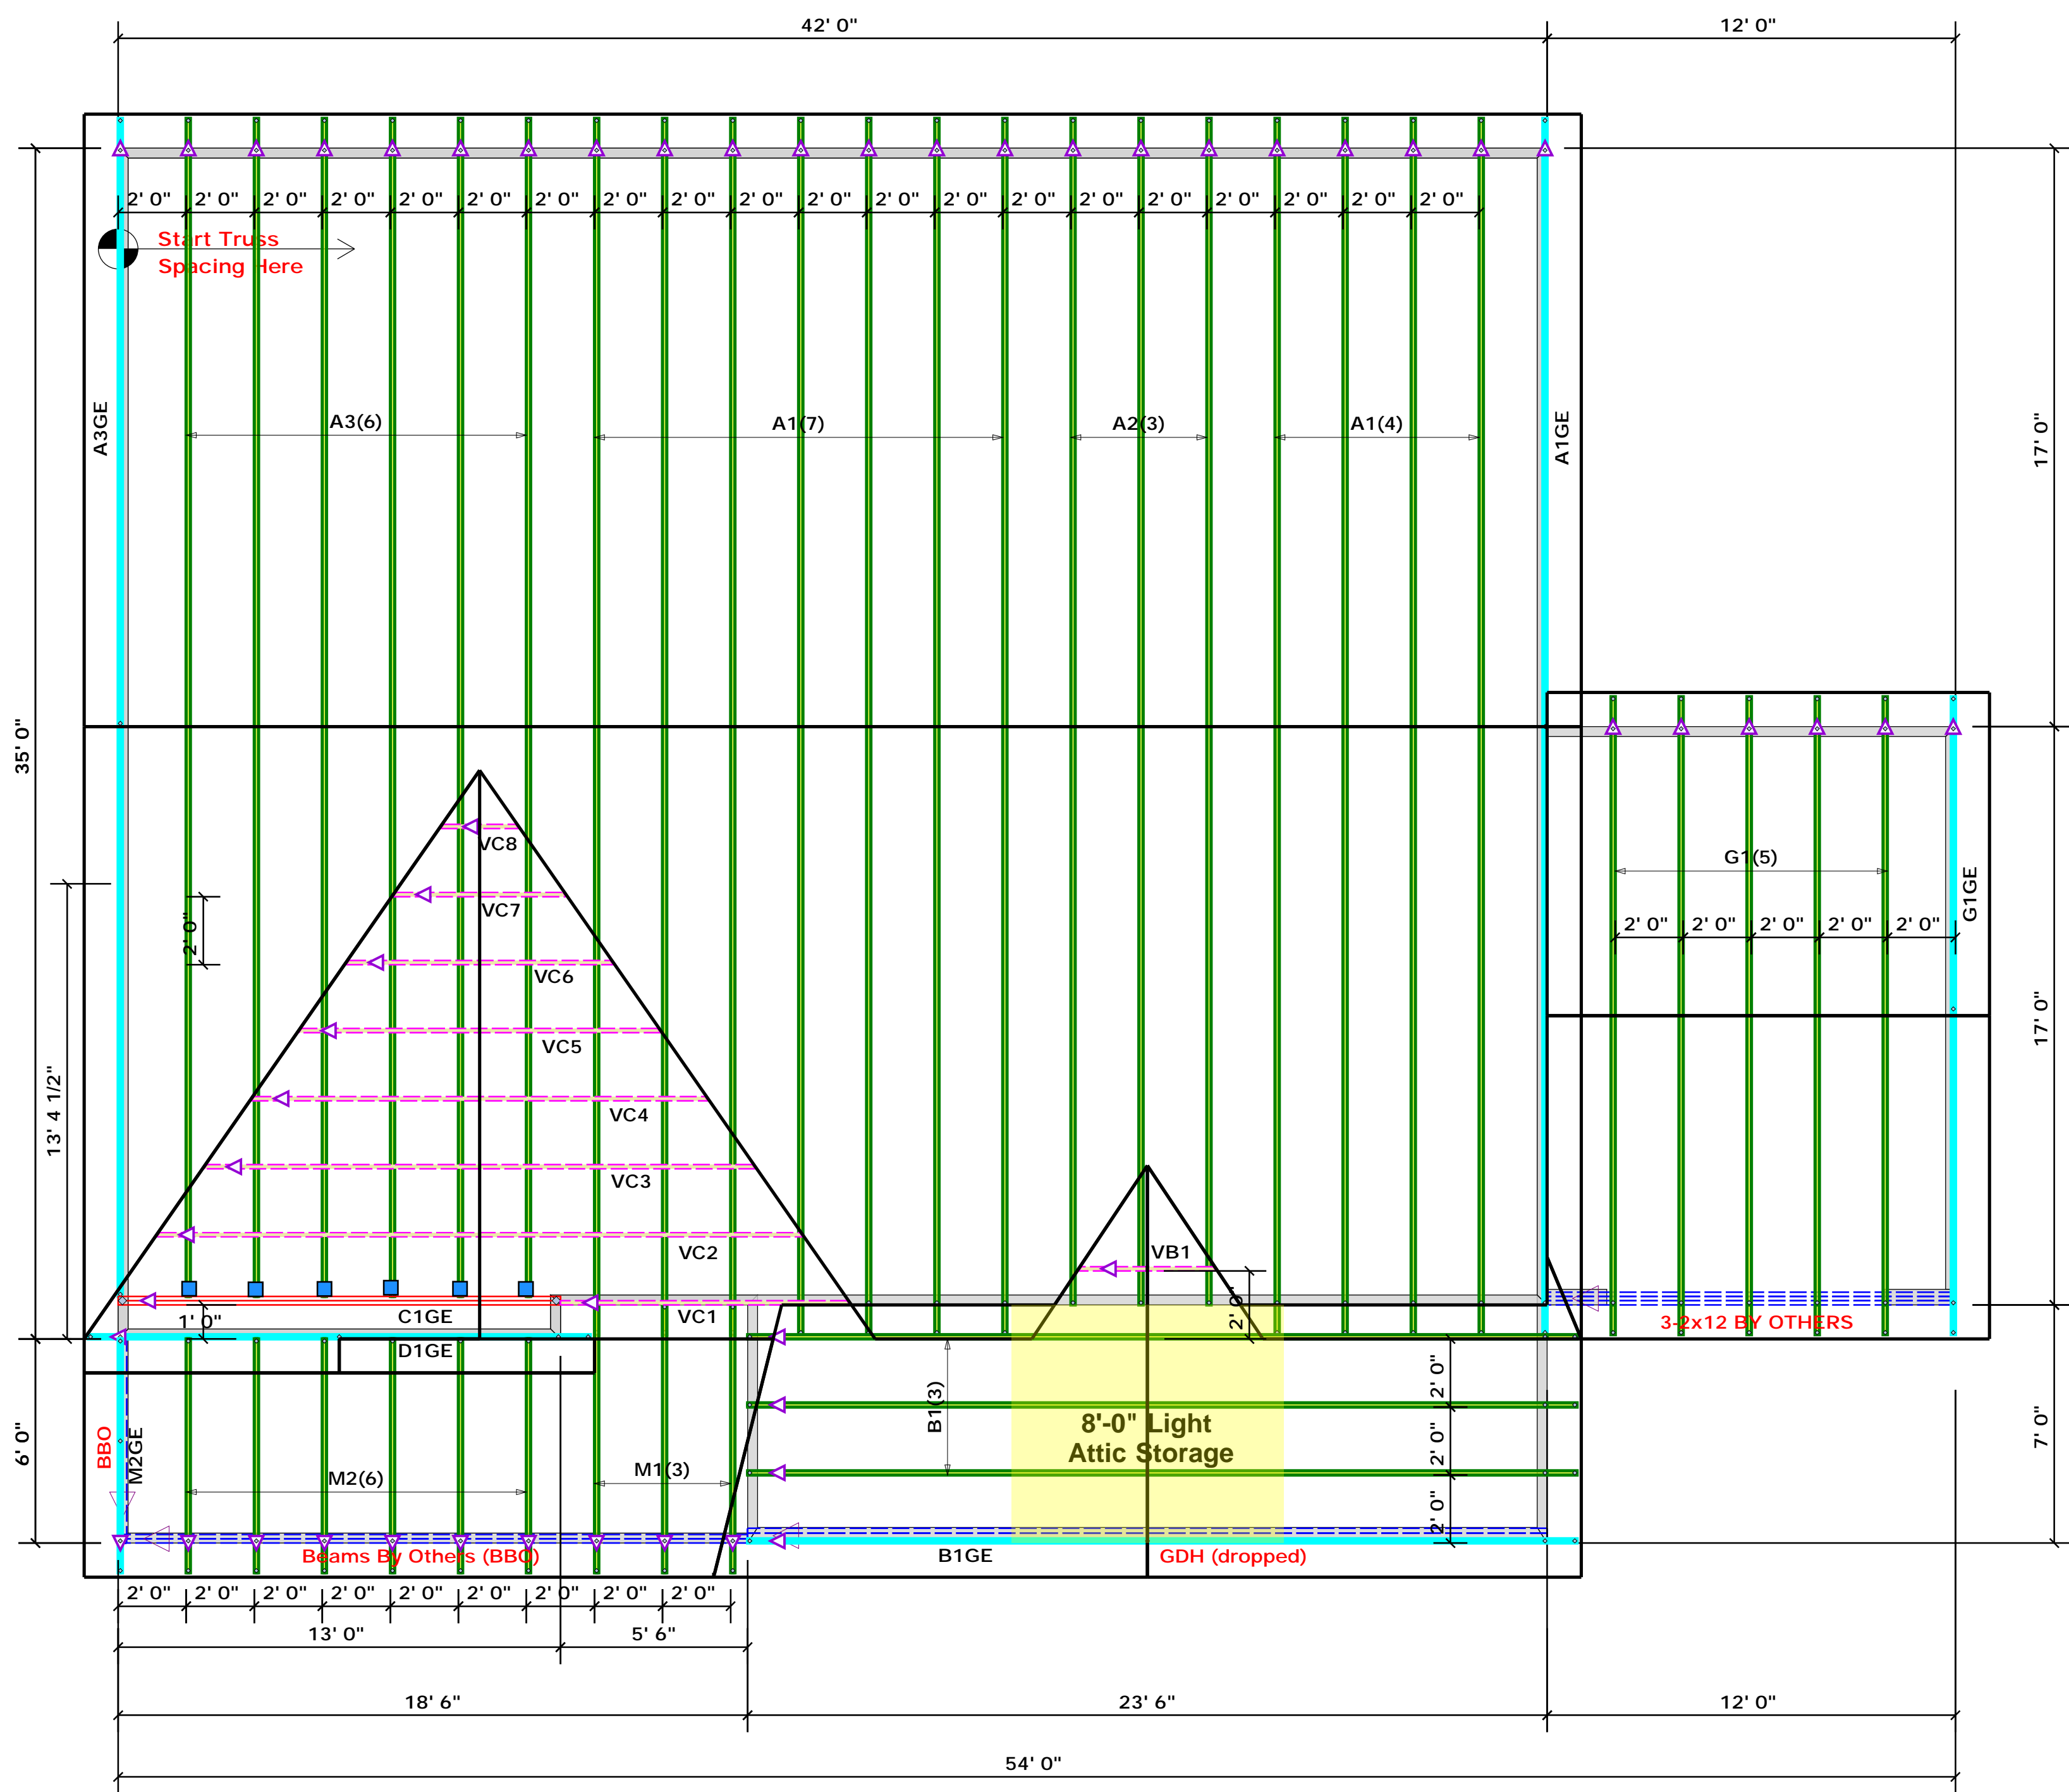 42' 0"
12' 0"
2' 0" 2' 0" 2' 0" 2' 0" 2' 0" 2' 0" 2' 0" 2' 0" 2' 0" 2' 0" 2' 0" 2' 0" 2' 0" 2' 0" 2' 0" 2' 0" 2' 0" 2' 0" 2' 0" 2' 0"
Start Truss
Spacing Here
A3GE
A3(6)
A1(7)
A2(3)
A1(4)
A1GE
17' 0"
35' 0"
VC8
VC7
2' 0"
VC6
VC5
VC4
VC3
VC2
VC1
13' 4 1/2"
G1(5)
G1GE
2' 0" 2' 0" 2' 0" 2' 0" 2' 0"
17' 0"
VB1
2' 0"
1' 0"
C1GE
D1GE
3-2x12 BY OTHERS
6' 0"
BBO
M2GE
M2(6)
M1(3)
B1(3)
8'-0" Light
Attic Storage
2' 0"
2' 0"
2' 0"
7' 0"
Beams By Others (BBO)
B1GE
GDH (dropped)
2' 0" 2' 0" 2' 0" 2' 0" 2' 0" 2' 0" 2' 0" 2' 0" 2' 0"
13' 0"
5' 6"
18' 6"
23' 6"
12' 0"
54' 0"